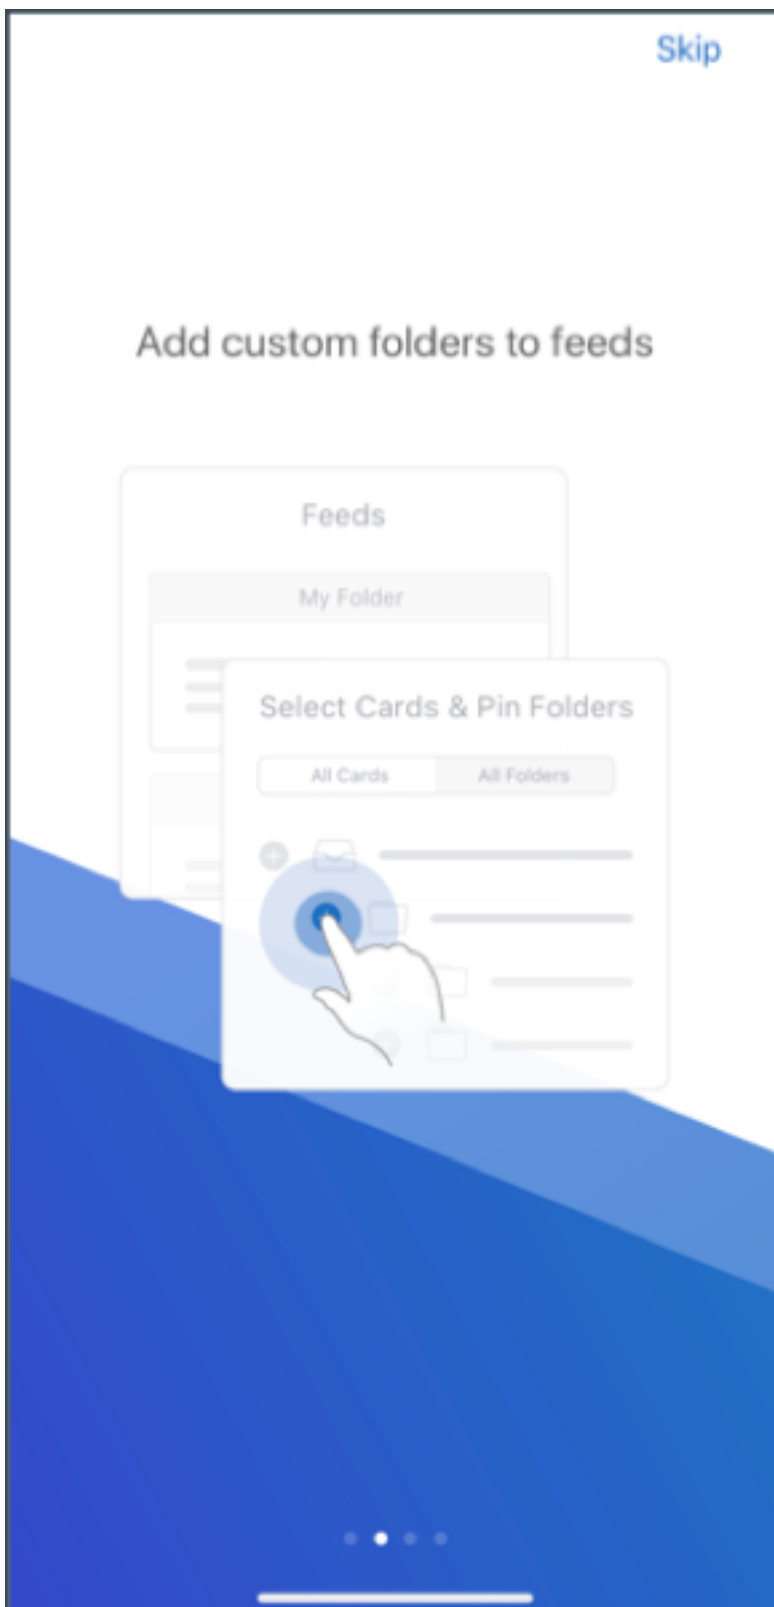 Skip
Add custom folders to feeds
Feeds
My Folder
Select Cards & Pin Folders
All Cards All Folders